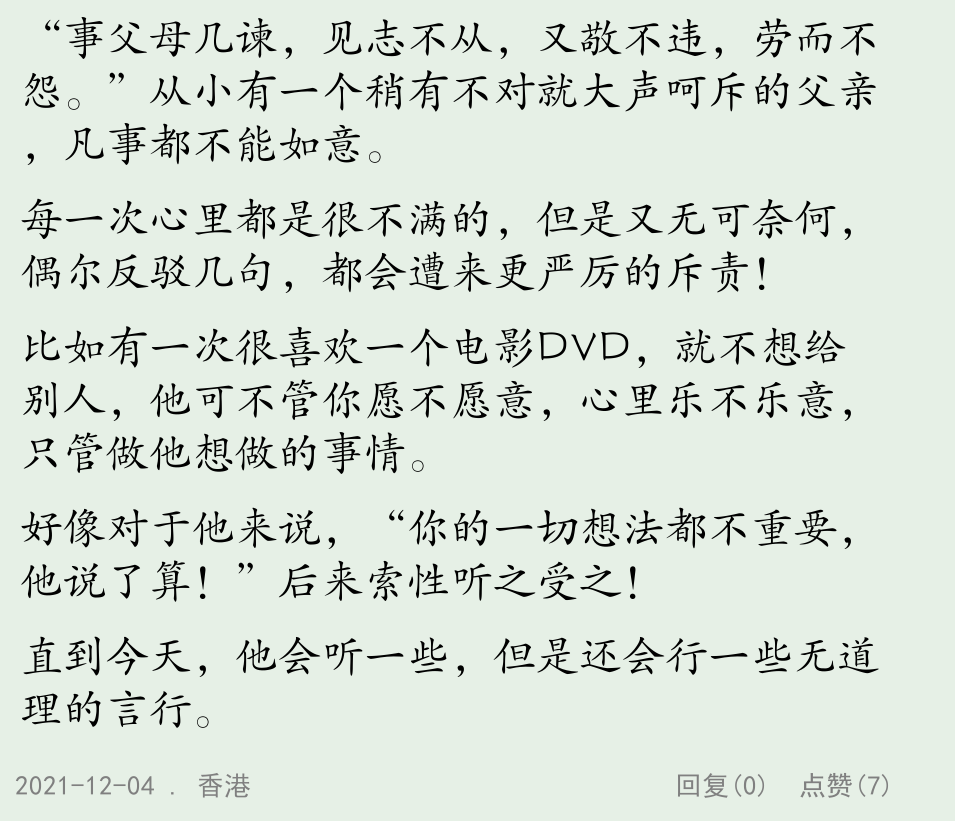 “事父母几谏，见志不从，又敬不违，劳而不
怨。”从小有一个稍有不对就大声呵斥的父亲
，凡事都不能如意。
每一次心里都是很不满的，但是又无可奈何，
偶尔反驳几句，都会遭来更严厉的斥责！
比如有一次很喜欢一个电影DVD，就不想给
别人，他可不管你愿不愿意，心里乐不乐意，
只管做他想做的事情。
好像对于他来说，“你的一切想法都不重要，
他说了算！”后来索性听之受之！
直到今天，他会听一些，但是还会行一些无道
理的言行。
2021-12-04 . 香港 回复(0) 点赞(7)